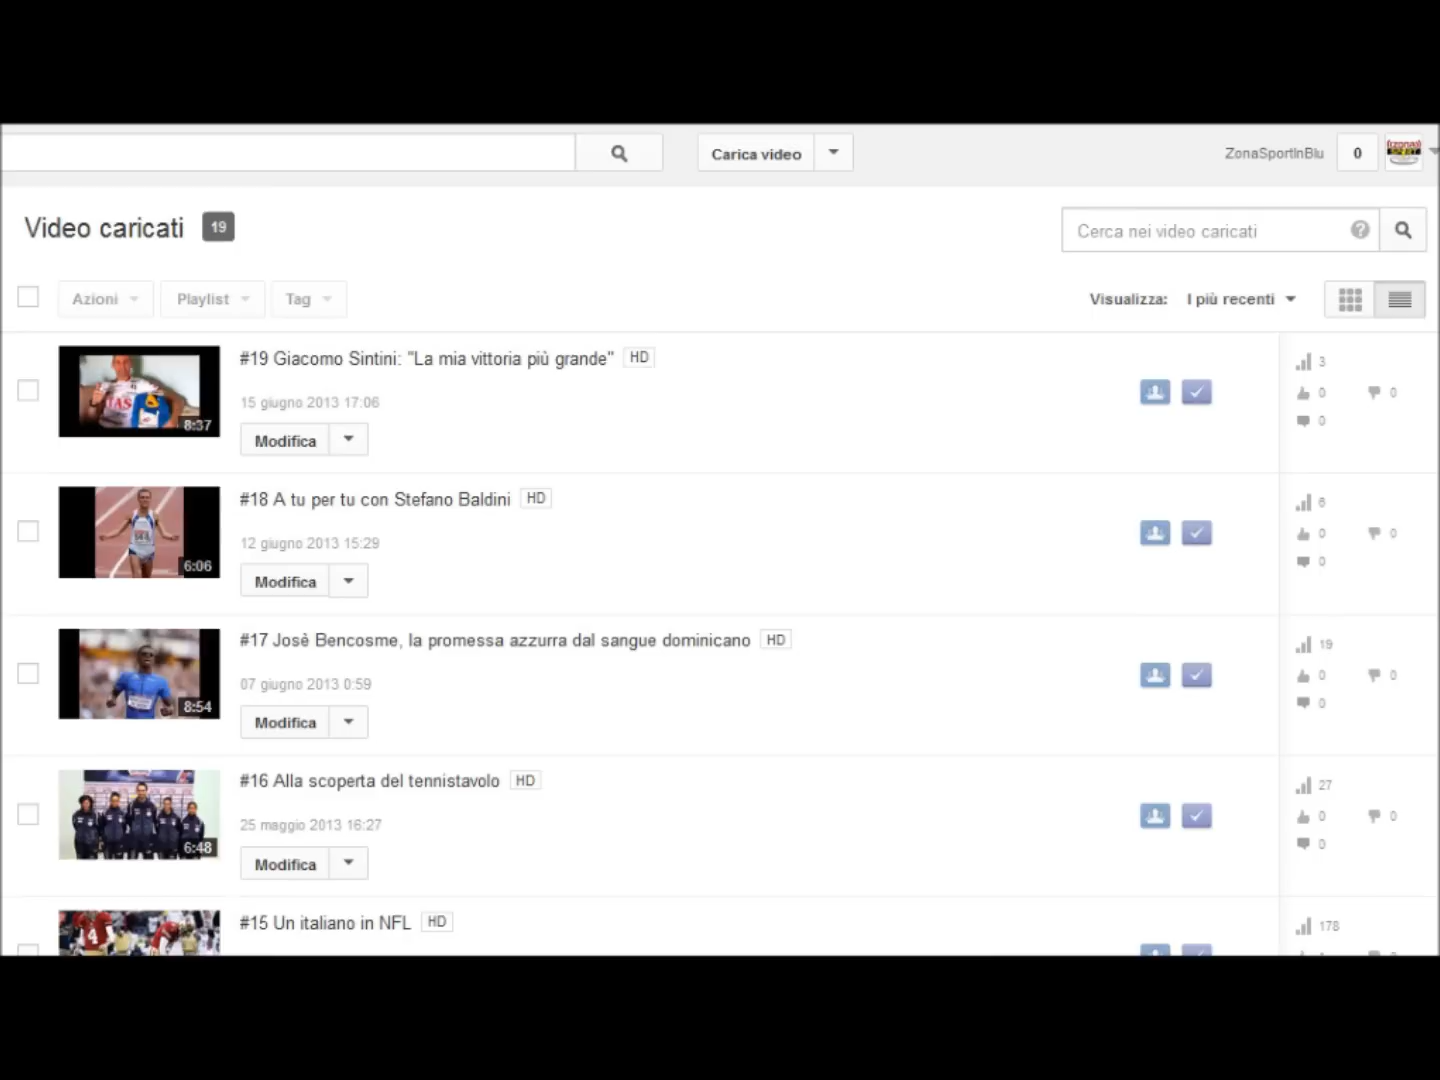 Carica video
ZonaSportInBlu
0
Video caricati 19
Cerca nei video caricati
Azioni
Playlist
Tag
Visualizza: I più recenti
#19 Giacomo Sintini: "La mia vittoria più grande" HD
3
15 giugno 2013 17:06
0 0
8:37
Modifica
0
#18 A tu per tu con Stefano Baldini HD
6
12 giugno 2013 15:29
0 0
6:06
Modifica
0
#17 Josè Bencosme, la promessa azzurra dal sangue dominicano HD
19
07 giugno 2013 0:59
0 0
8:54
Modifica
0
#16 Alla scoperta del tennistavolo HD
27
25 maggio 2013 16:27
0 0
6:48
Modifica
0
#15 Un italiano in NFL HD
178
4